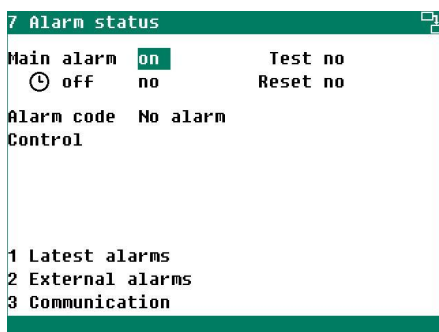 7 Alarm status
Main alarm on Test no
off no Reset no
Alarm code No alarm
Control
1 Latest alarms
2 External alarms
3 Communication